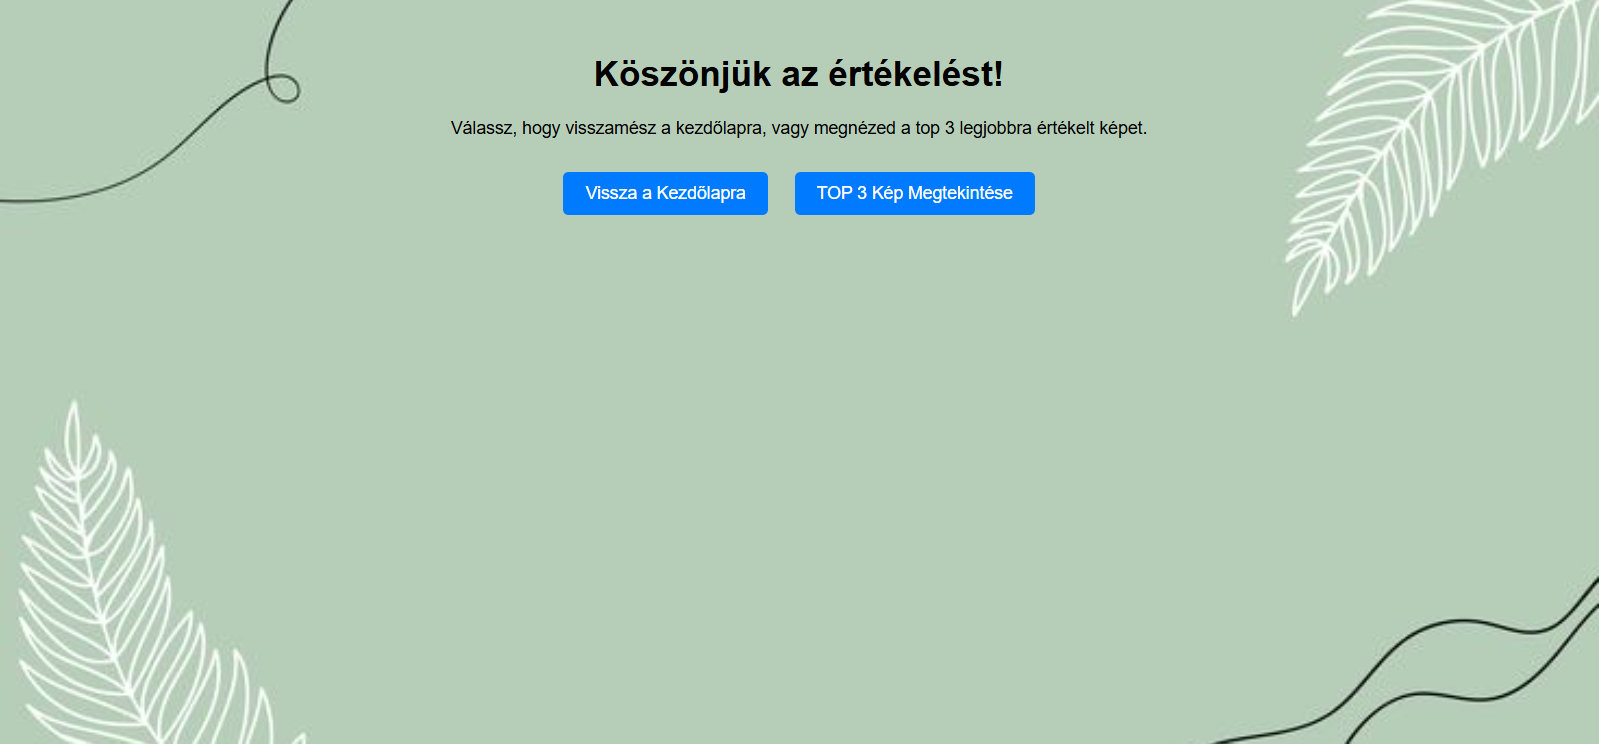 Köszönjük az értékelést!
Válassz, hogy visszamész a kezdőlapra, vagy megnézed a top 3 legjobbra értékelt képet.
Vissza a Kezdőlapra
TOP 3 Kép Megtekintése